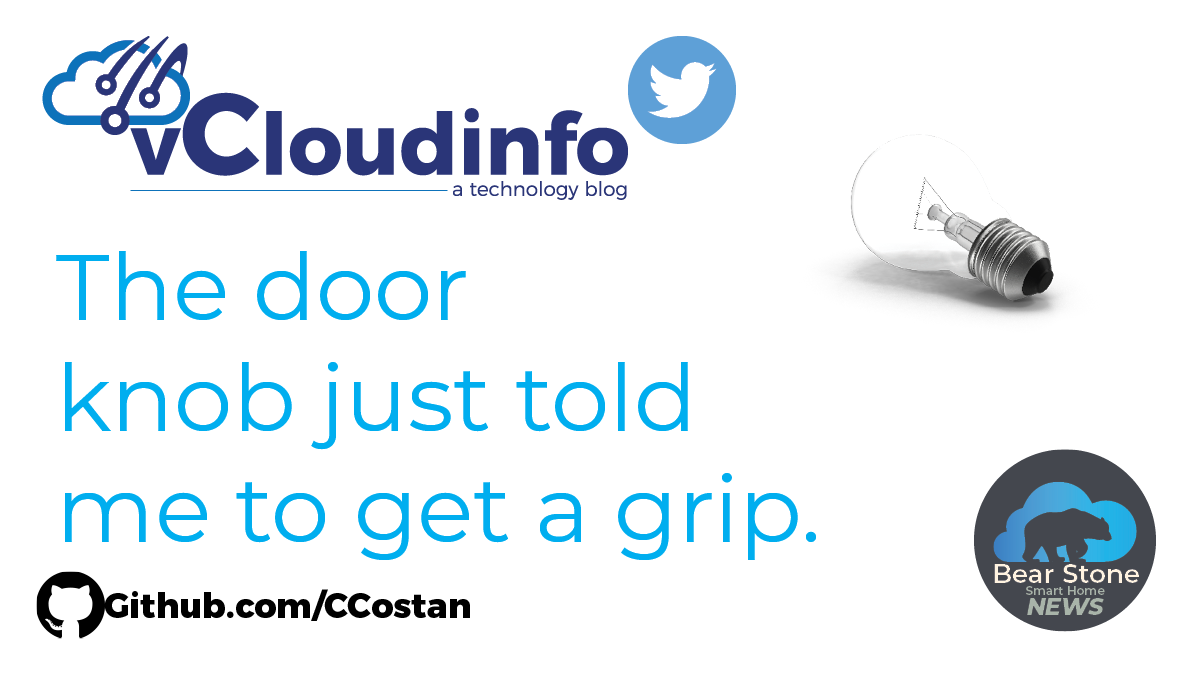 vCloudinfo
a technology blog
The door
knob just told
me to get a grip.
Github.com/CCostan
Bear Stone
Smart Home
NEWS